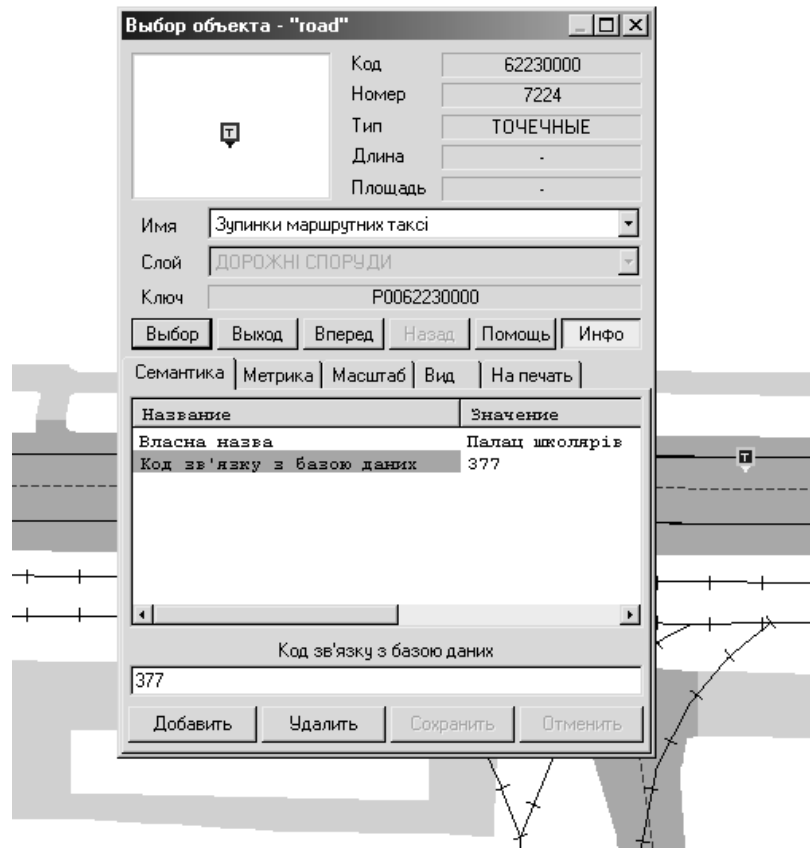 Выбор объекта - "road"
Код 62230000
Номер 7224
T
Тип ТОЧЕЧНЫЕ
Длина -
Площадь -
Имя Зупинки маршрутних таксі
Слой ДОРОЖНІ СПОРУДИ
Ключ P0062230000
Выбор Выход Вперед Назад Помощь Инфо
Семантика Метрика Масштаб Вид На печать
Название Значение
Власна назва Палац школярів
Код зв'язку з базою даних 377
T
Код зв'язку з базою даних
377
Добавить Удалить Сохранить Отменить